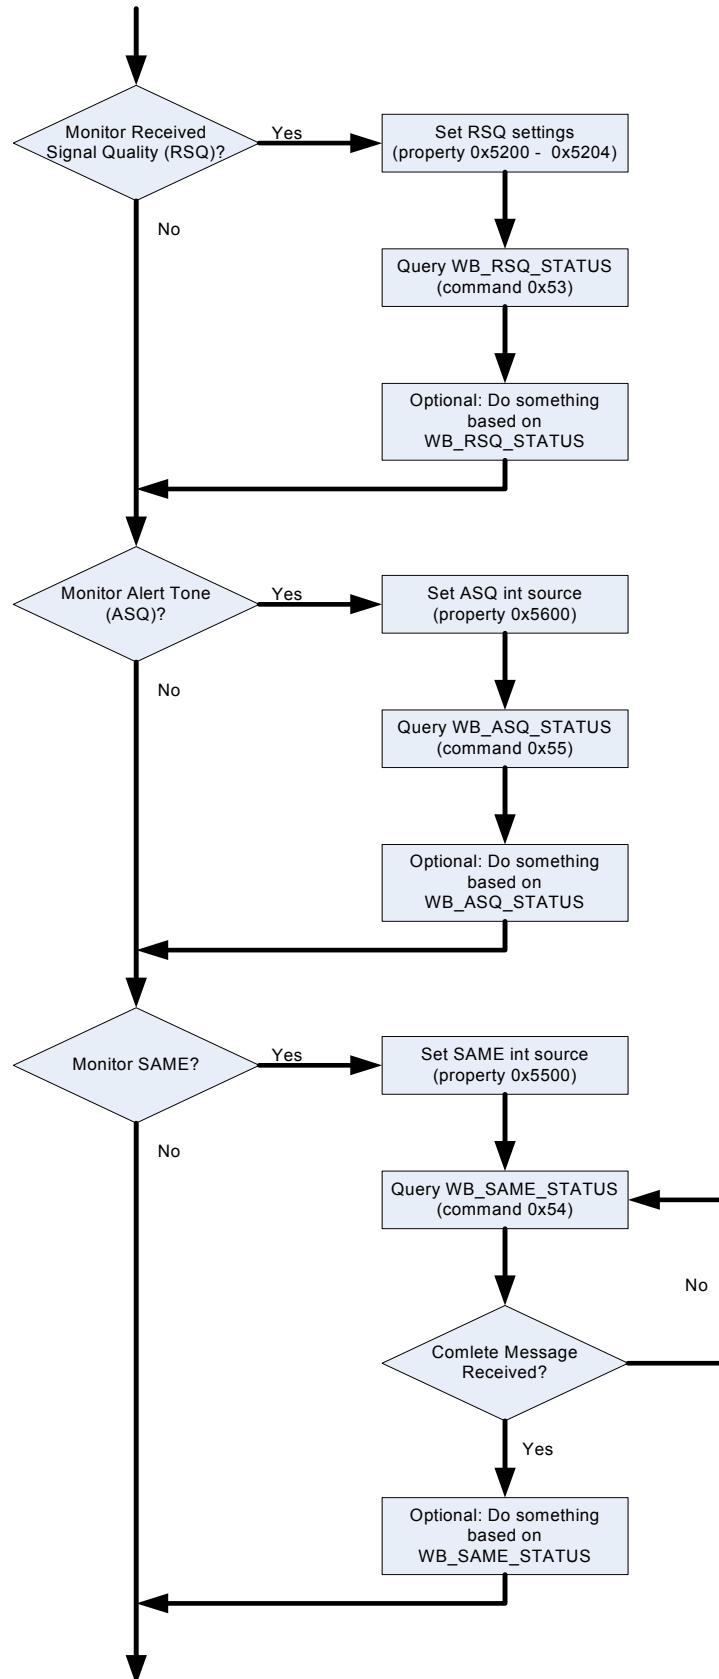 Monitor Received
Signal Quality (RSQ)?
Yes
Set RSQ settings
(property 0x5200 -  0x5204)
No
Query WB_RSQ_STATUS
(command 0x53)
Optional: Do something
based on
WB_RSQ_STATUS
Monitor Alert Tone
(ASQ)?
Yes
Set ASQ int source
(property 0x5600)
No
Query WB_ASQ_STATUS
(command 0x55)
Optional: Do something
based on
WB_ASQ_STATUS
Monitor SAME?
Yes
Set SAME int source
(property 0x5500)
No
Query WB_SAME_STATUS
(command 0x54)
No
Comlete Message
Received?
Yes
Optional: Do something
based on
WB_SAME_STATUS